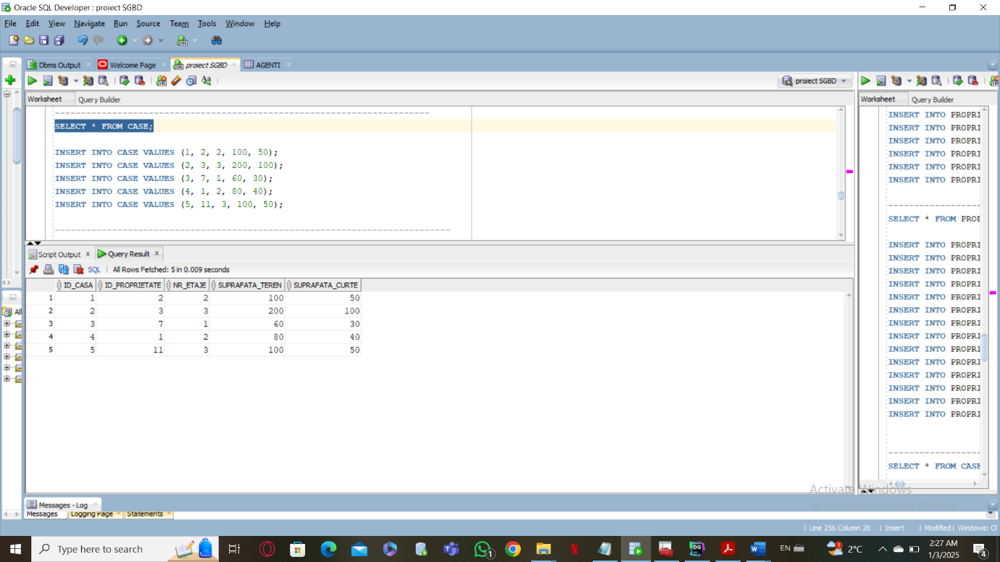 Oracle SQL Developer : proiect SGBD
File Edit View Navigate Run Source Team Tools Window Help
Dbms Output Welcome Page proiect SGBD AGENTI
proiect SGBD
Worksheet Query Builder
SELECT * FROM CASE;
INSERT INTO CASE VALUES (1, 2, 2, 100, 50);
INSERT INTO CASE VALUES (2, 3, 3, 200, 100);
INSERT INTO CASE VALUES (3, 7, 1, 60, 30);
INSERT INTO CASE VALUES (4, 1, 2, 80, 40);
INSERT INTO CASE VALUES (5, 11, 3, 100, 50);
Script Output Query Result
SQL | All Rows Fetched: 5 in 0.009 seconds
ID_CASA ID_PROPRIETATE NR_ETAJE SUPRAFATA_TEREN SUPRAFATA_CURTE
1 1 2 2 100 50
2 2 3 3 200 100
3 3 7 1 60 30
4 4 1 2 80 40
5 5 11 3 100 50
Worksheet Query Builder
INSERT INTO PROPRI
INSERT INTO PROPRI
INSERT INTO PROPRI
INSERT INTO PROPRI
INSERT INTO PROPRI
INSERT INTO PROPRI
SELECT * FROM PROP
INSERT INTO PROPRI
INSERT INTO PROPRI
INSERT INTO PROPRI
INSERT INTO PROPRI
INSERT INTO PROPRI
INSERT INTO PROPRI
INSERT INTO PROPRI
INSERT INTO PROPRI
INSERT INTO PROPRI
INSERT INTO PROPRI
INSERT INTO PROPRI
INSERT INTO PROPRI
INSERT INTO PROPRI
INSERT INTO PROPRI
SELECT * FROM CASE
All
Activate Windows
Go to Settings to activate Windows.
Messages - Log
Messages Logging Page Statements
| Line 256 Column 20 | Insert | Modified | Windows: CF
Type here to search
1
EN
2°C
2:27 AM
1/3/2025
4